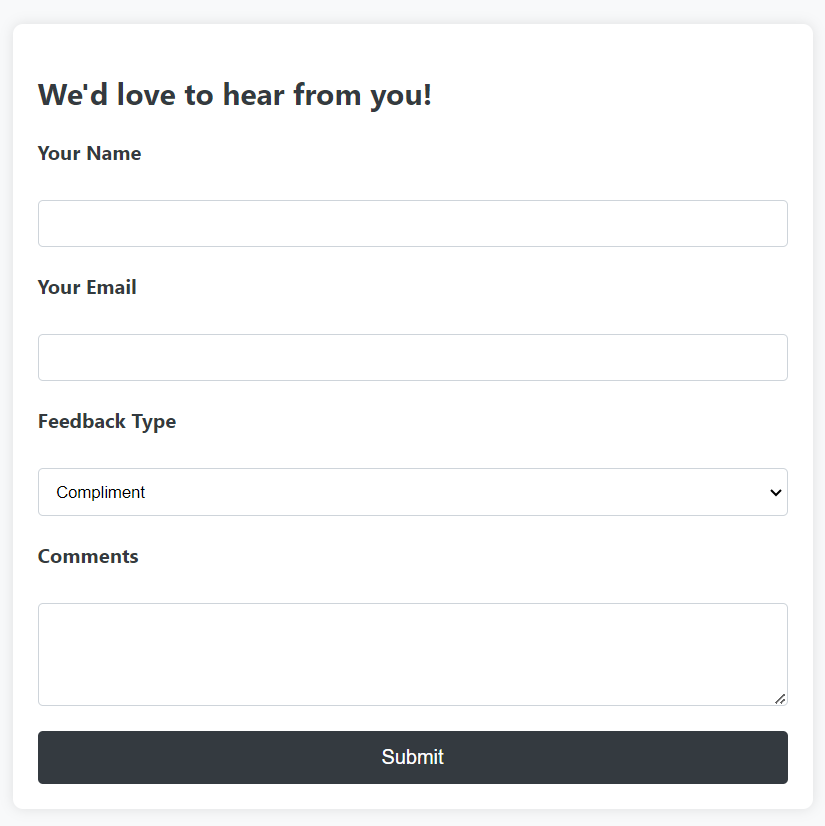 We'd love to hear from you!
Your Name
Your Email
Feedback Type
Compliment
Comments
Submit